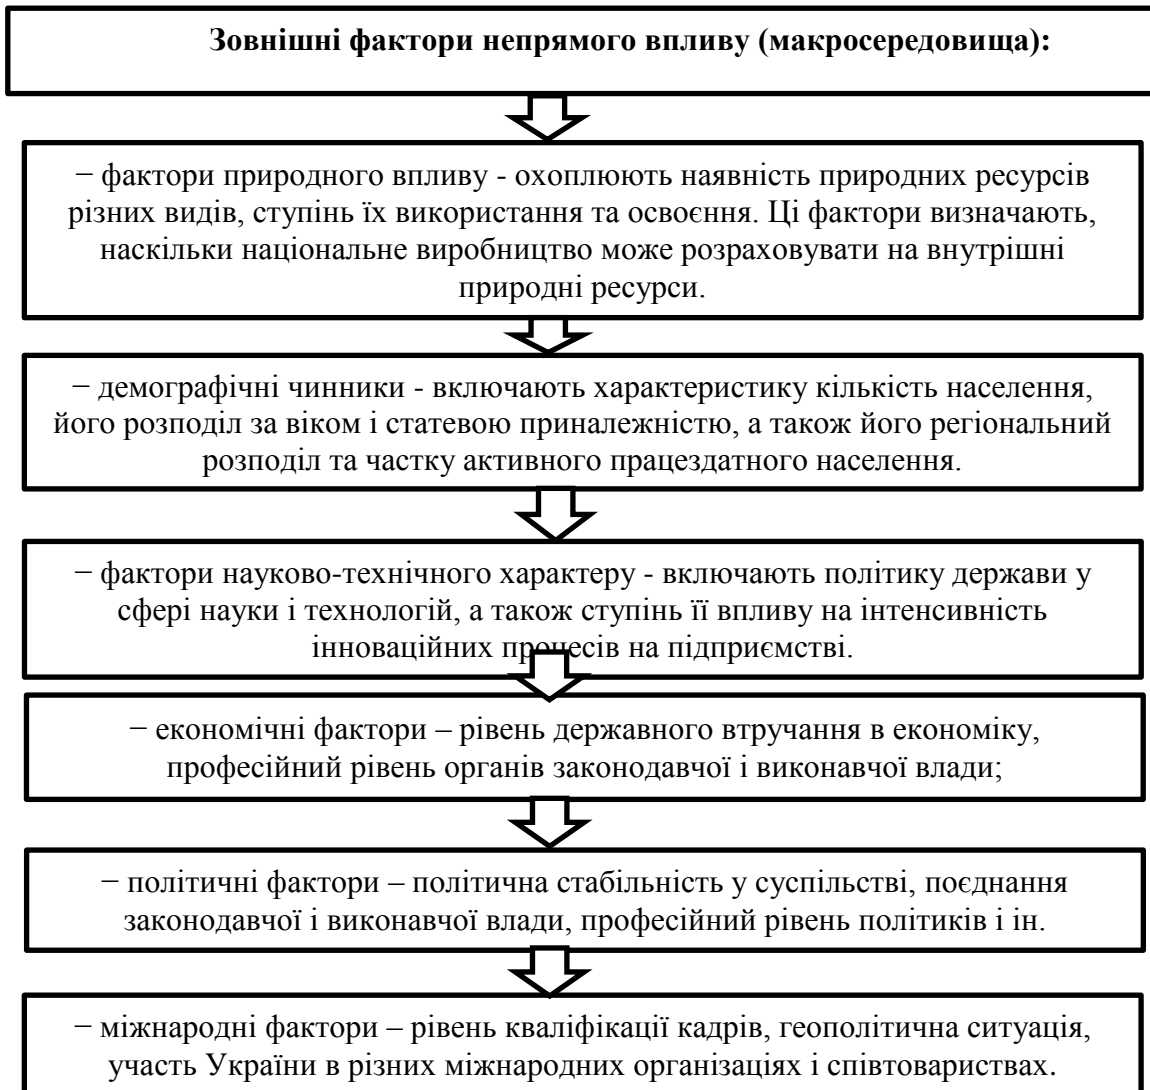 Зовнішні фактори непрямого впливу (макросередовища):
− фактори природного впливу - охоплюють наявність природних ресурсів
різних видів, ступінь їх використання та освоєння. Ці фактори визначають,
наскільки національне виробництво може розраховувати на внутрішні
природні ресурси.
− демографічні чинники - включають характеристику кількість населення,
його розподіл за віком і статевою приналежністю, а також його регіональний
розподіл та частку активного працездатного населення.
− фактори науково-технічного характеру - включають політику держави у
сфері науки і технологій, а також ступінь її впливу на інтенсивність
інноваційних процесів на підприємстві.
− економічні фактори – рівень державного втручання в економіку,
професійний рівень органів законодавчої і виконавчої влади;
− політичні фактори – політична стабільність у суспільстві, поєднання
законодавчої і виконавчої влади, професійний рівень політиків і ін.
− міжнародні фактори – рівень кваліфікації кадрів, геополітична ситуація,
участь України в різних міжнародних організаціях і співтовариствах.